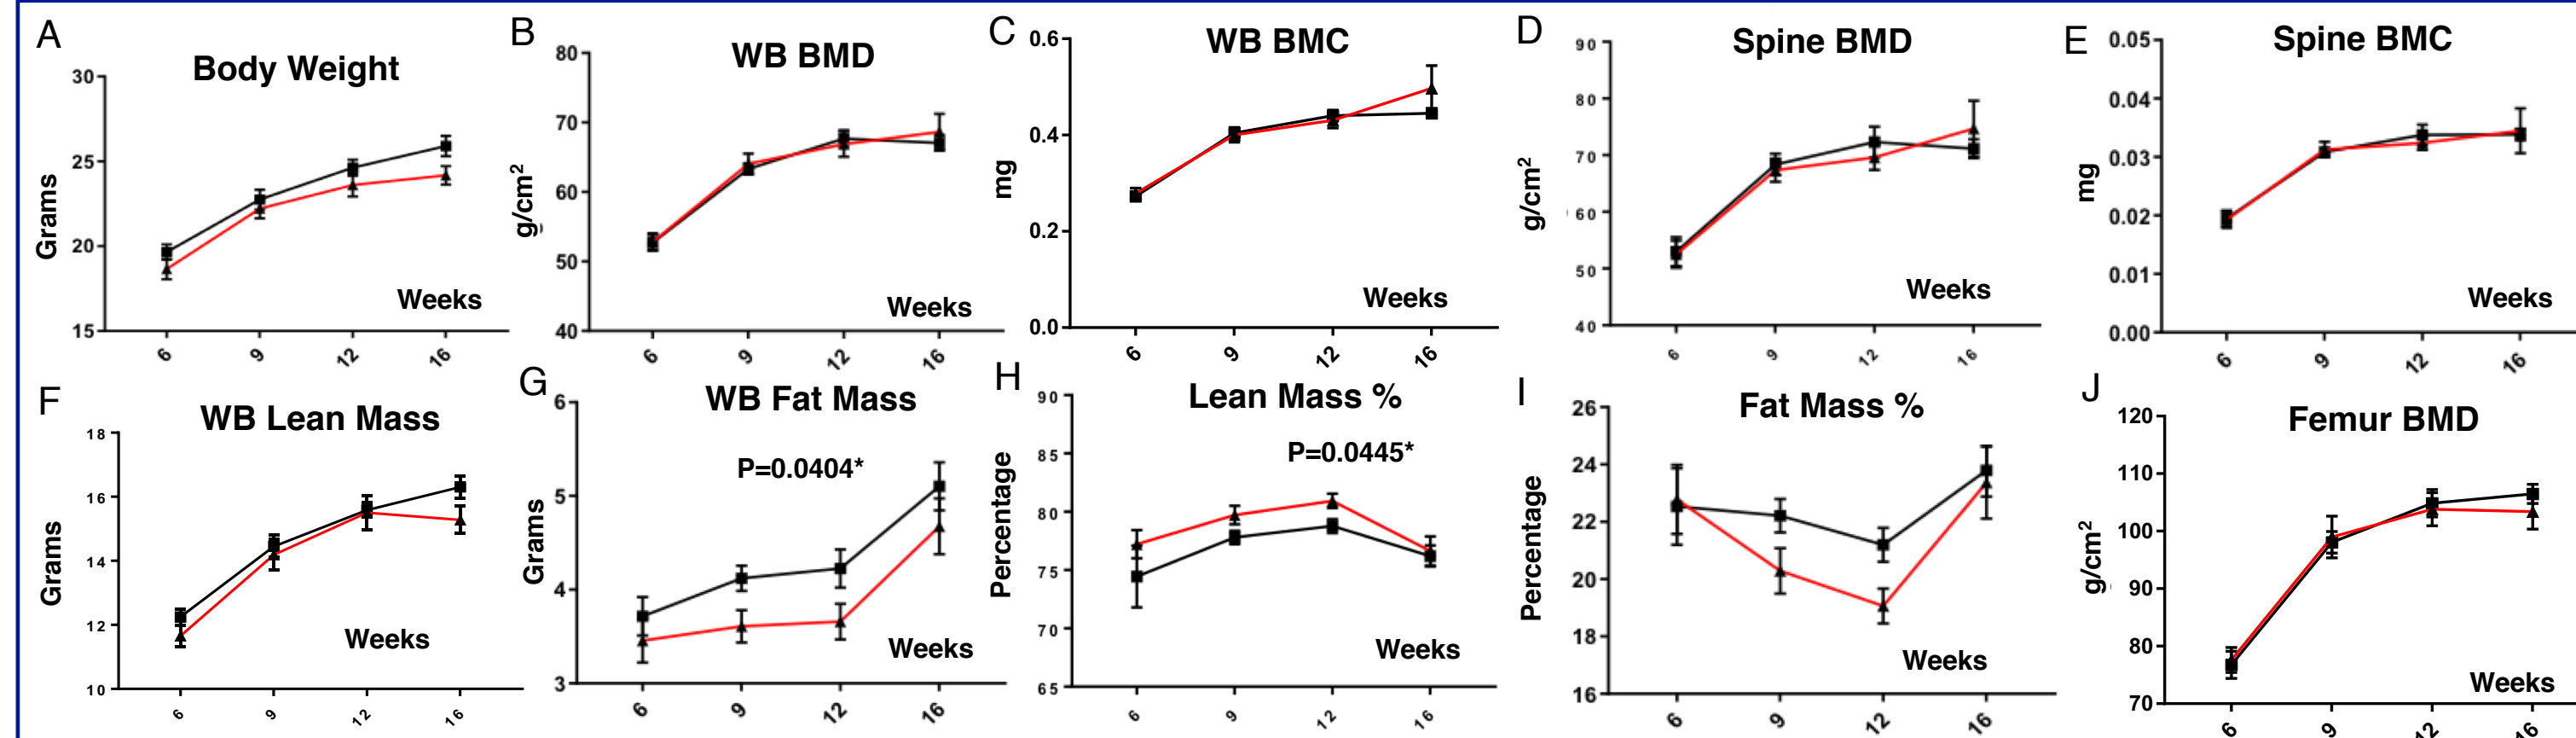 A
Body Weight
Grams
30
25
20
15
6 9 12 16
Weeks
B
WB BMD
g/cm²
80
70
60
50
40
6 9 12 16
Weeks
C
WB BMC
mg
0.6
0.4
0.2
0.0
6 9 12 16
Weeks
D
Spine BMD
g/cm²
90
80
70
60
50
40
6 9 12 16
Weeks
E
Spine BMC
mg
0.05
0.04
0.03
0.02
0.01
0.00
6 9 12 16
Weeks
F
WB Lean Mass
Grams
18
16
14
12
10
6 9 12 16
Weeks
G
WB Fat Mass
P=0.0404*
Grams
6
5
4
3
6 9 12 16
Weeks
H
Lean Mass %
P=0.0445*
Percentage
90
85
80
75
70
65
6 9 12 16
Weeks
I
Fat Mass %
Percentage
26
24
22
20
18
16
6 9 12 16
Weeks
J
Femur BMD
g/cm²
120
110
100
90
80
70
6 9 12 16
Weeks